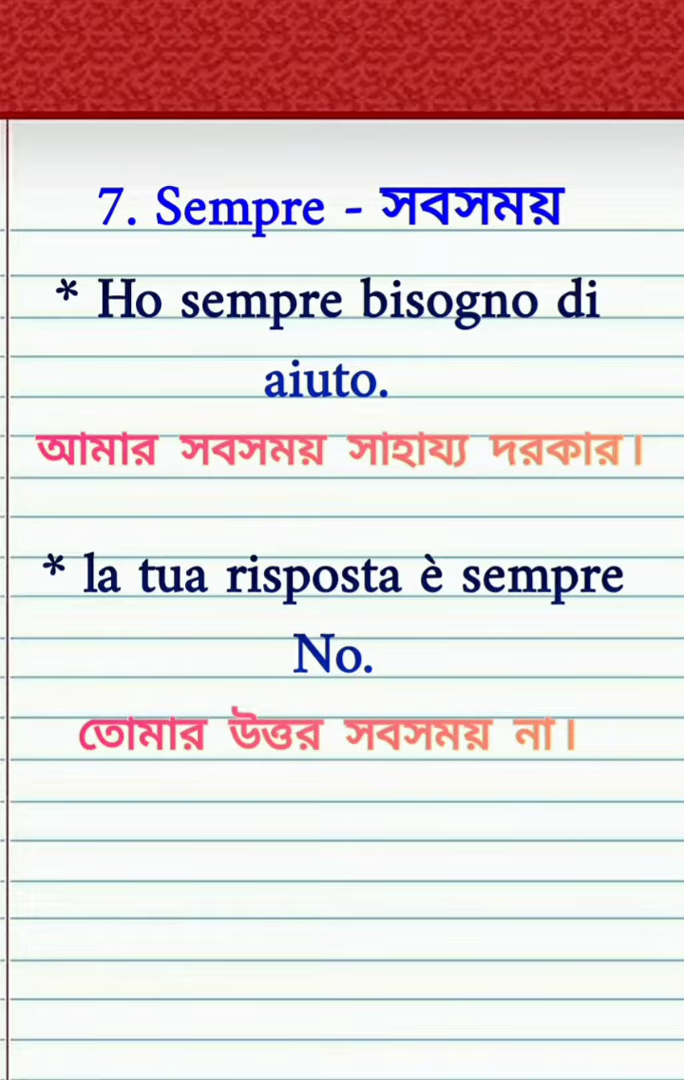 7. Sempre - সবসময়
* Ho sempre bisogno di
aiuto.
আমার সবসময় সাহায্য দরকার।
* la tua risposta è sempre
No.
তোমার উত্তর সবসময় না।